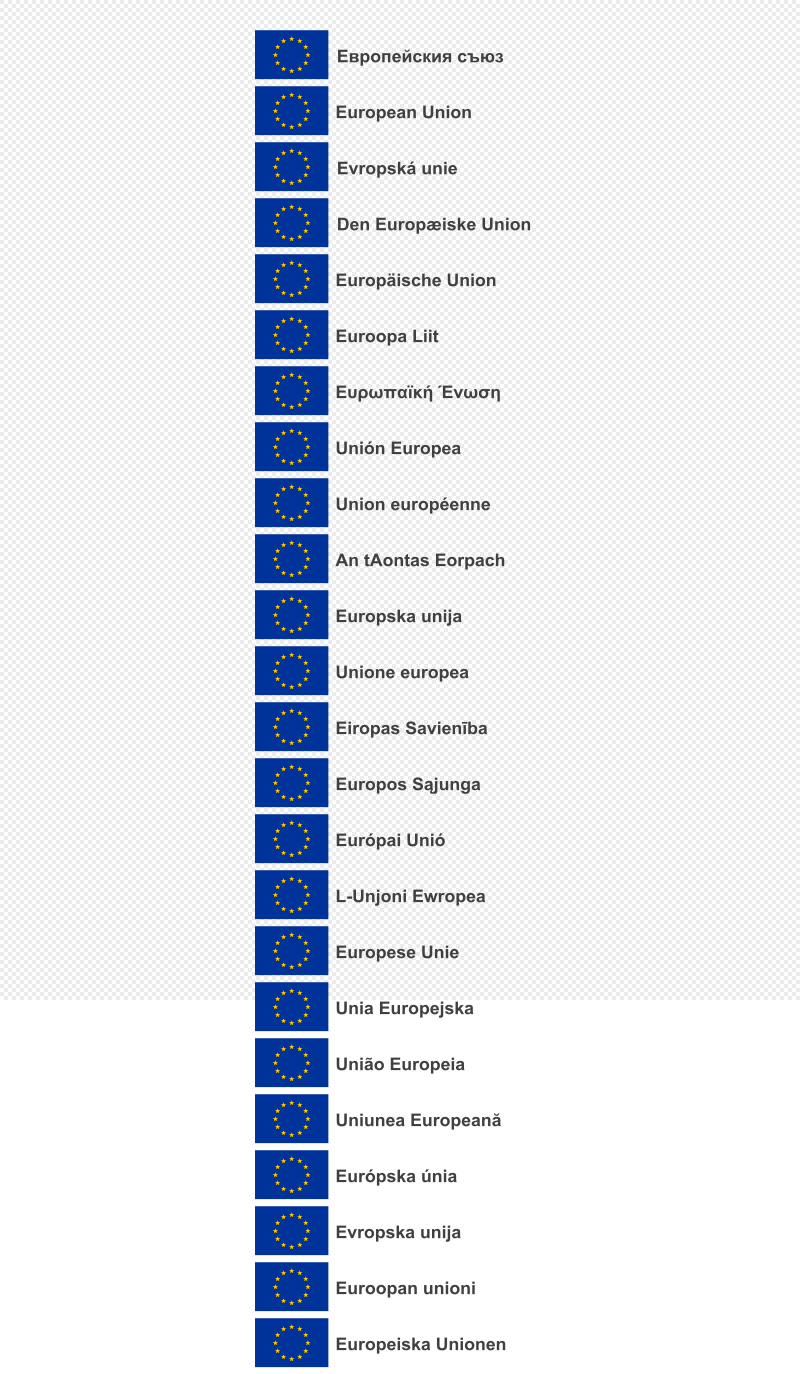 Европейския съюз
European Union
Evropská unie
Den Europæiske Union
Europäische Union
Euroopa Liit
Ευρωπαϊκή Ένωση
Unión Europea
Union européenne
An tAontas Eorpach
Europska unija
Unione europea
Eiropas Savienība
Europos Sąjunga
Európai Unió
L-Unjoni Ewropea
Europese Unie
Unia Europejska
União Europeia
Uniunea Europeană
Európska únia
Evropska unija
Euroopan unioni
Europeiska Unionen